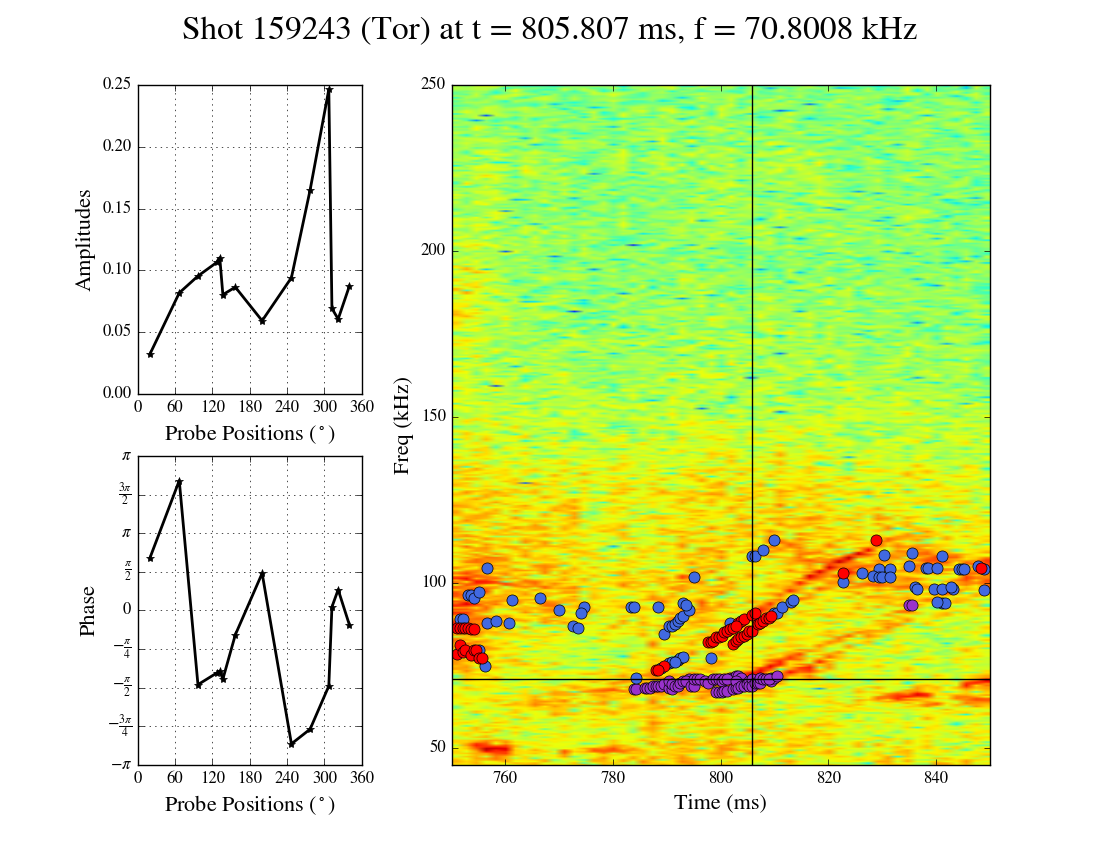 Shot 159243 (Tor) at t = 805.807 ms, f = 70.8008 kHz
0.25
0.20
0.15
0.10
0.05
0.00
Amplitudes
0 60 120 180 240 300 360
Probe Positions (°)
π
3π/2
π
π/2
0
−π/4
−π/2
−3π/4
−π
Phase
0 60 120 180 240 300 360
Probe Positions (°)
250
200
150
100
50
Freq (kHz)
760 780 800 820 840
Time (ms)